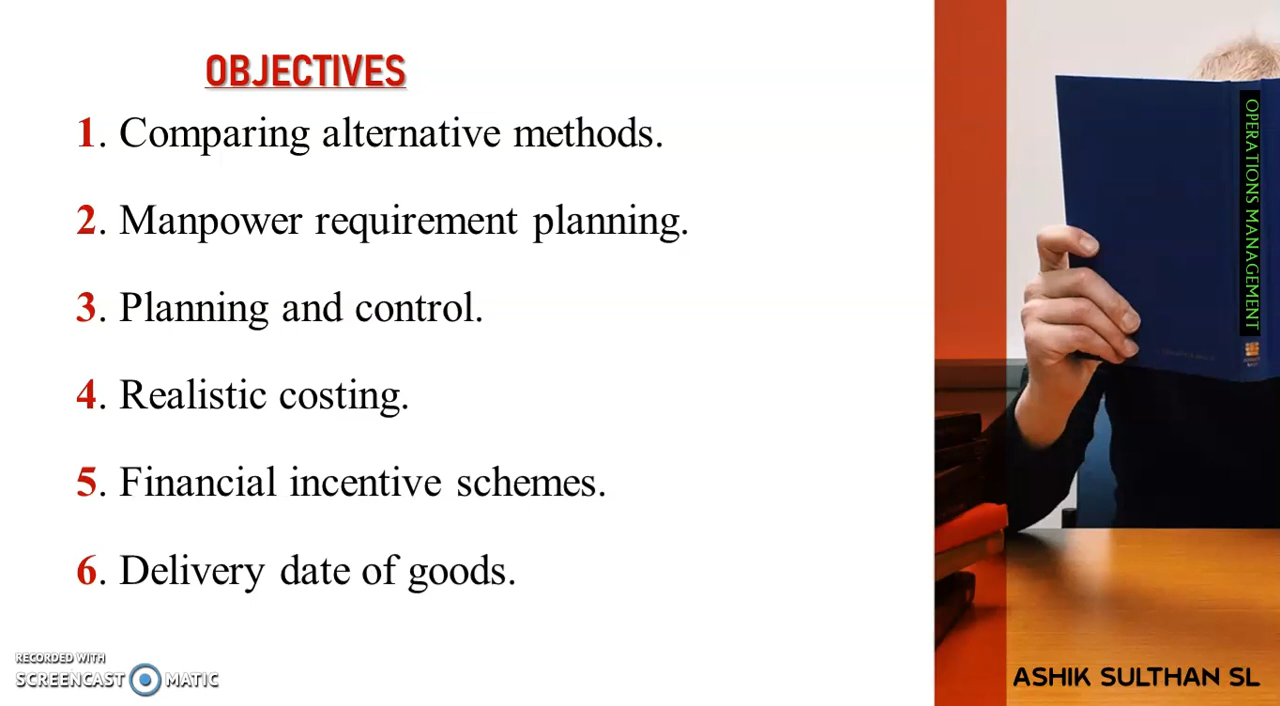 OBJECTIVES
1. Comparing alternative methods.
2. Manpower requirement planning.
3. Planning and control.
4. Realistic costing.
5. Financial incentive schemes.
6. Delivery date of goods.
OPERATIONS MANAGEMENT
RECORDED WITH
SCREENCAST MATIC
ASHIK SULTHAN SL